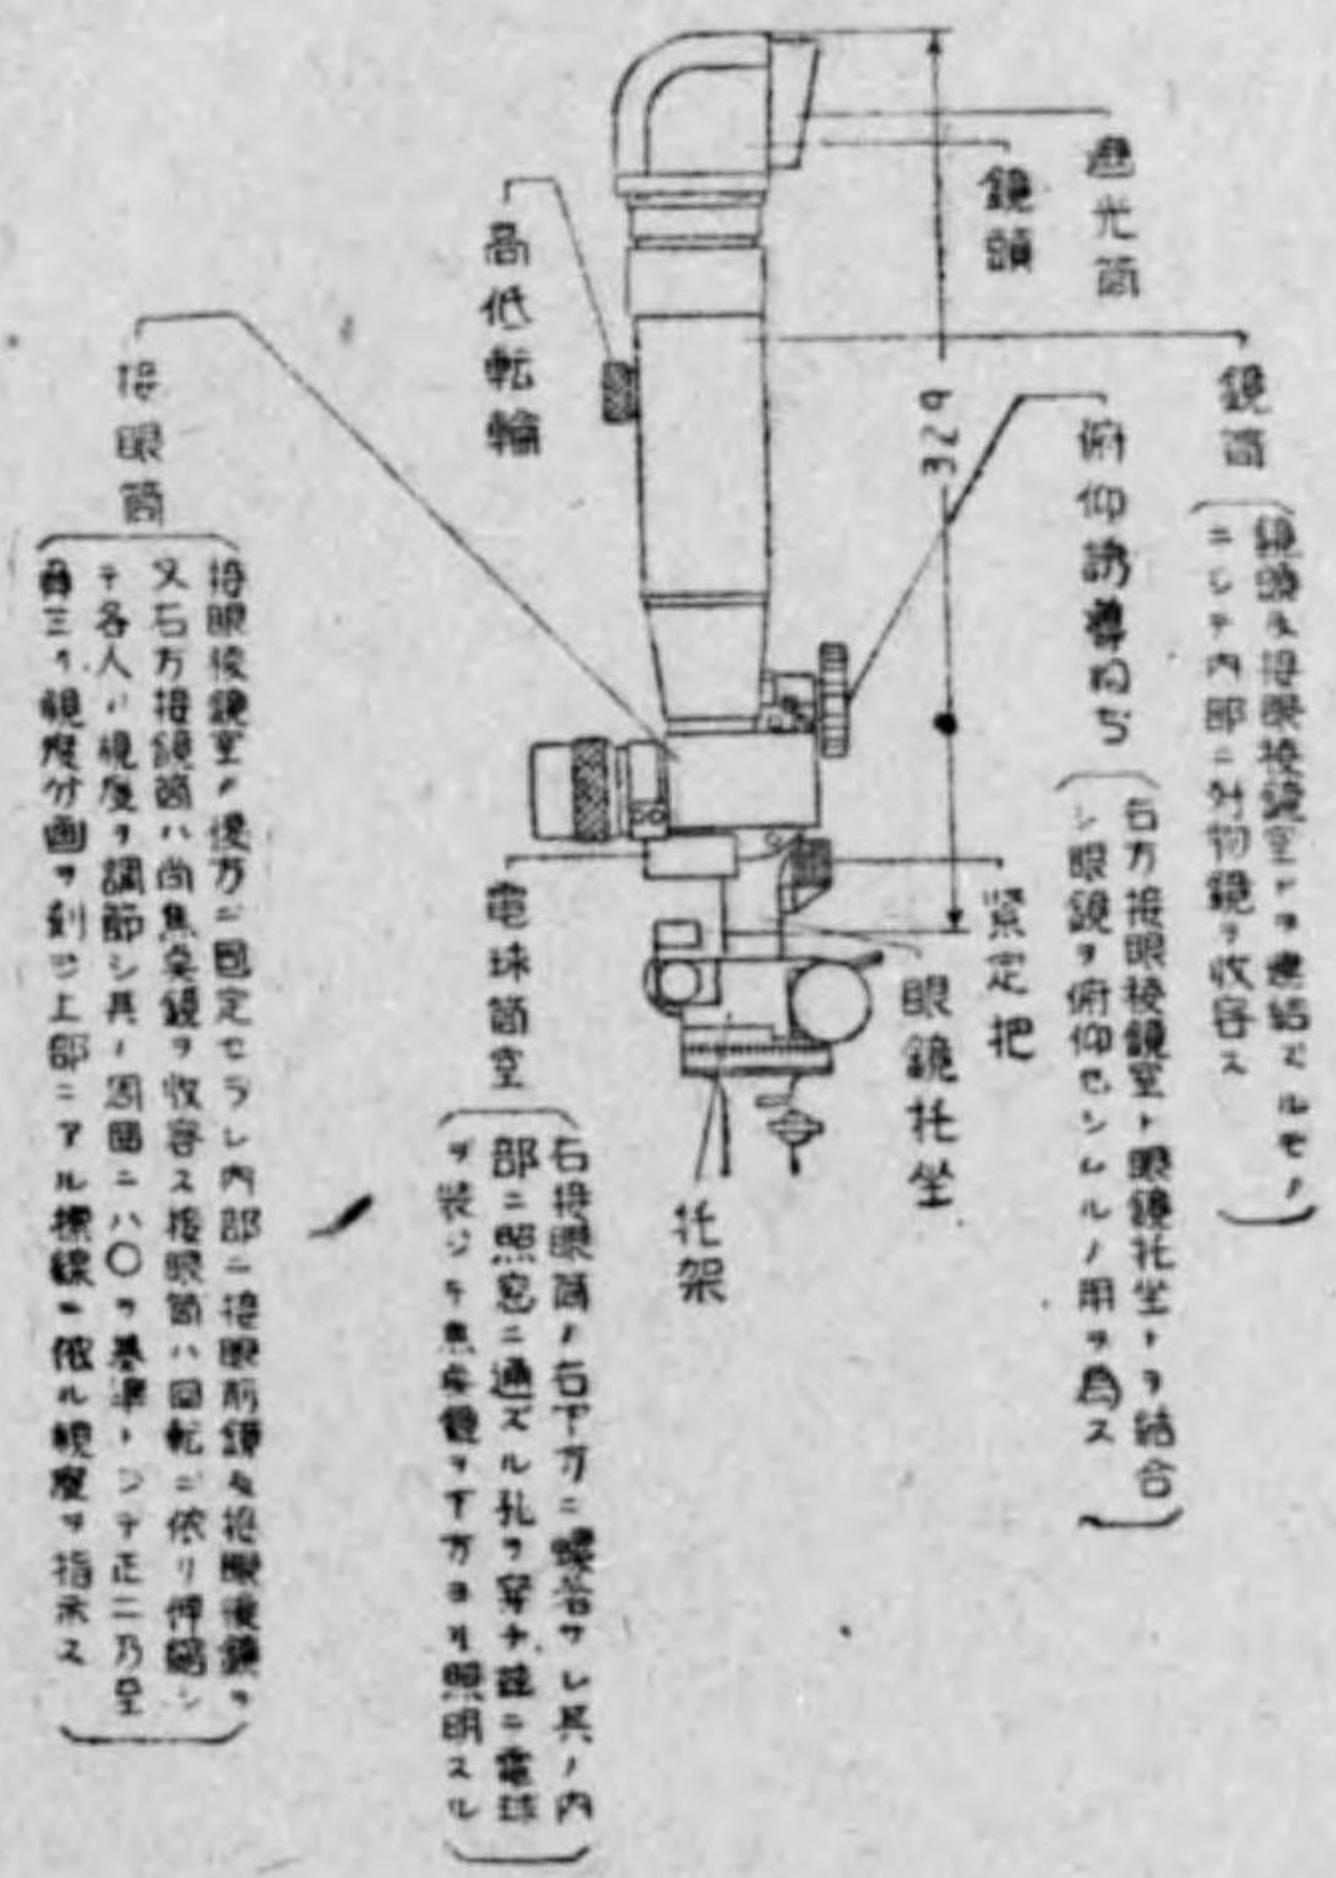 遮光筒
鏡頭
鏡筒
鏡頭及接眼接鏡室トヲ連結スルモノ
ニシテ内部ニ対物鏡ヲ收容ス
329
俯仰誘導ねぢ
右方接眼接鏡室ト眼鏡托坐トヲ結合
シ眼鏡ヲ俯仰セシムルノ用ヲ為ス
緊定把
眼鏡托坐
托架
高低転輪
電球筒室
右接眼筒ノ右下方ニ螺着サレ其ノ内
部ニ照窓ニ通ズル孔ヲ穿チ茲ニ電球
ヲ装シテ焦点鏡ヲ下方ヨリ照明スル
接眼筒
接眼接鏡室ノ後方ニ固定セラレ内部ニ接眼前鏡及接眼後鏡ヲ
又右方接鏡筒ハ尚焦点鏡ヲ收容ス接眼筒ハ回転ニ依リ伸縮シ
テ各人ノ視度ヲ調節シ其ノ周囲ニハ〇ヲ基準トシテ正二乃至
負三ノ視度分画ヲ刻シ上部ニアル標線ニ依ル視度ヲ指示ス